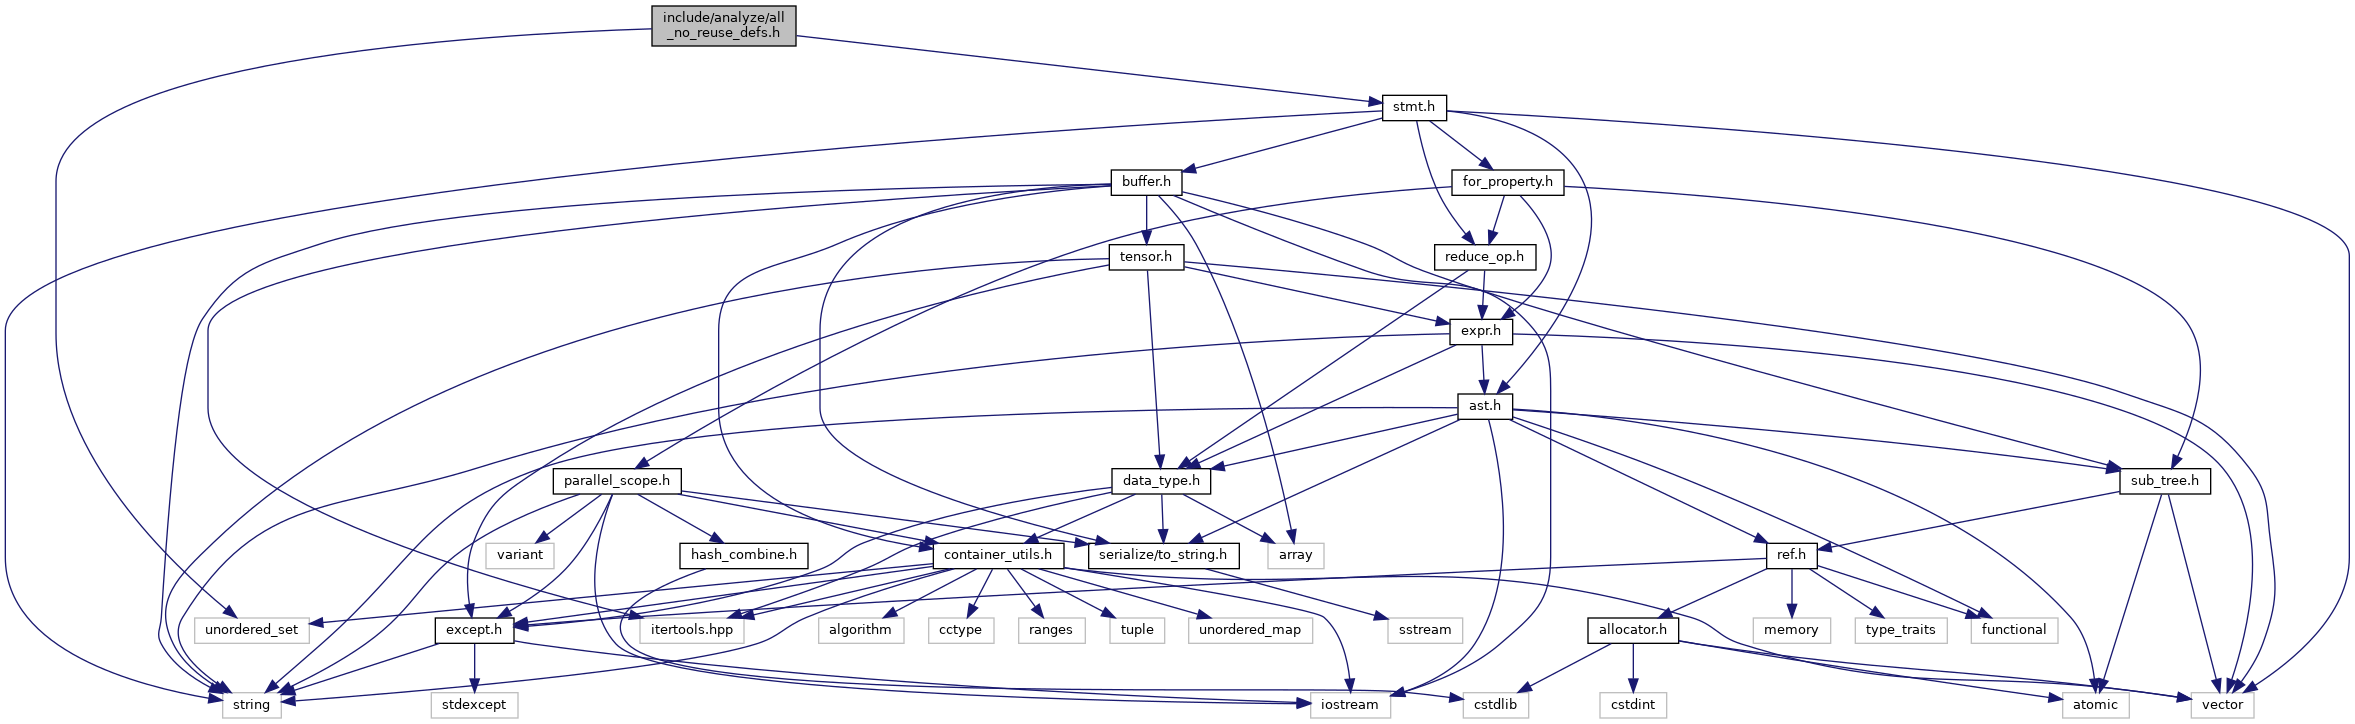 include/analyze/all
_no_reuse_defs.h
stmt.h
buffer.h
for_property.h
tensor.h
reduce_op.h
expr.h
ast.h
parallel_scope.h
data_type.h
sub_tree.h
variant
hash_combine.h
container_utils.h
serialize/to_string.h
array
ref.h
unordered_set
except.h
itertools.hpp
algorithm
cctype
ranges
tuple
unordered_map
sstream
allocator.h
memory
type_traits
functional
string
stdexcept
iostream
cstdlib
cstdint
atomic
vector